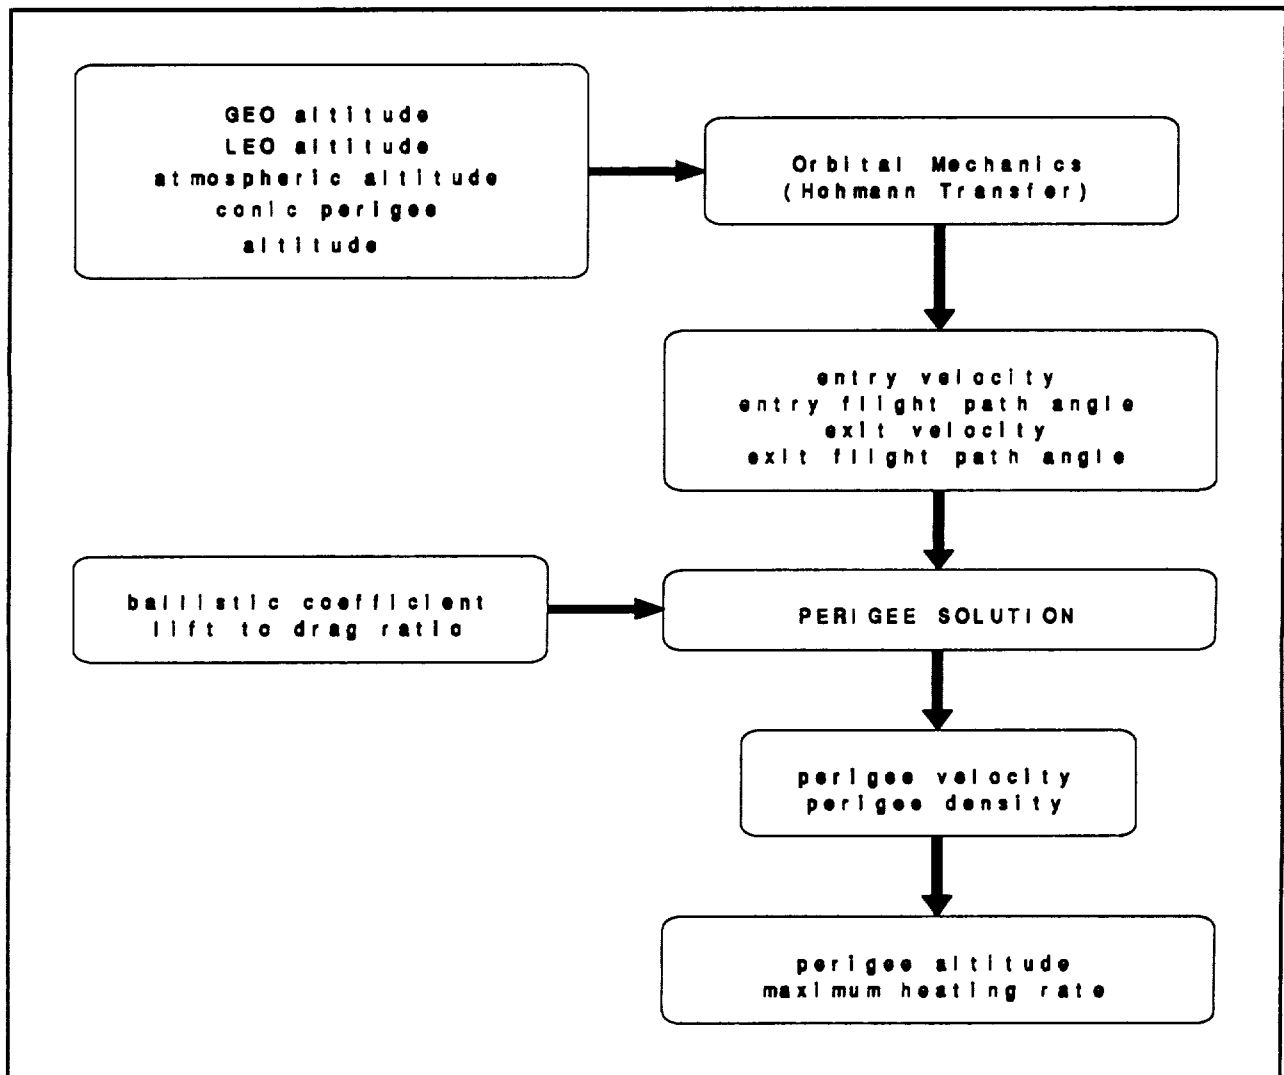 GEO altitude
LEO altitude
atmospheric altitude
conic perigee
altitude
Orbital Mechanics
(Hohmann Transfer)
entry velocity
entry flight path angle
exit velocity
exit flight path angle
ballistic coefficient
lift to drag ratio
PERIGEE SOLUTION
perigee velocity
perigee density
perigee altitude
maximum heating rate